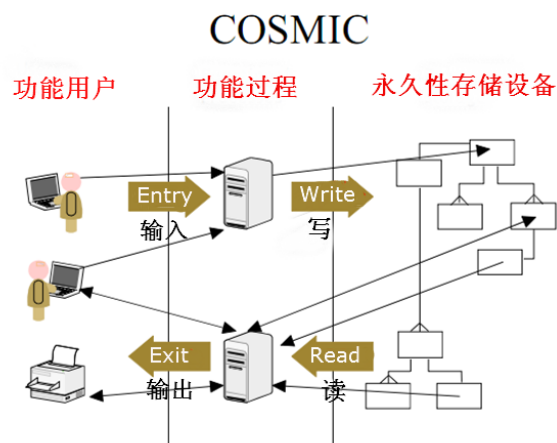 COSMIC
功能用户 功能过程 永久性存储设备
Entry Write
输入 写
Exit Read
输出 读